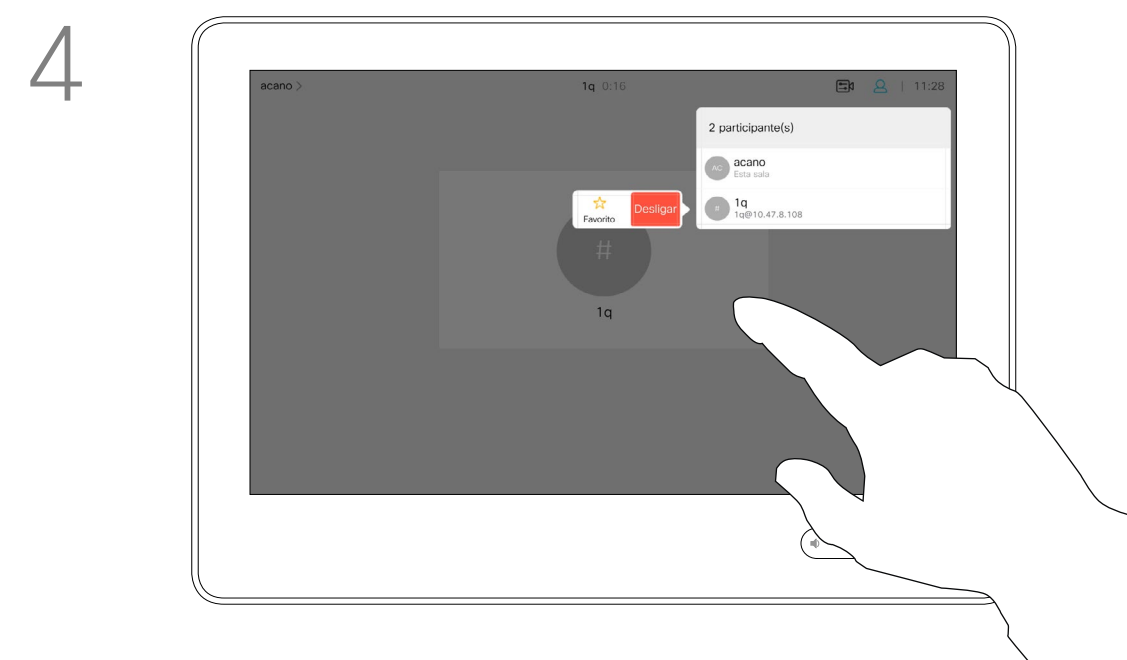 4
acano >
1q 0:16
11:28
2 participante(s)
AC
acano
Esta sala
Favorito
Desligar
#
1q
1q@10.47.8.108
#
1q